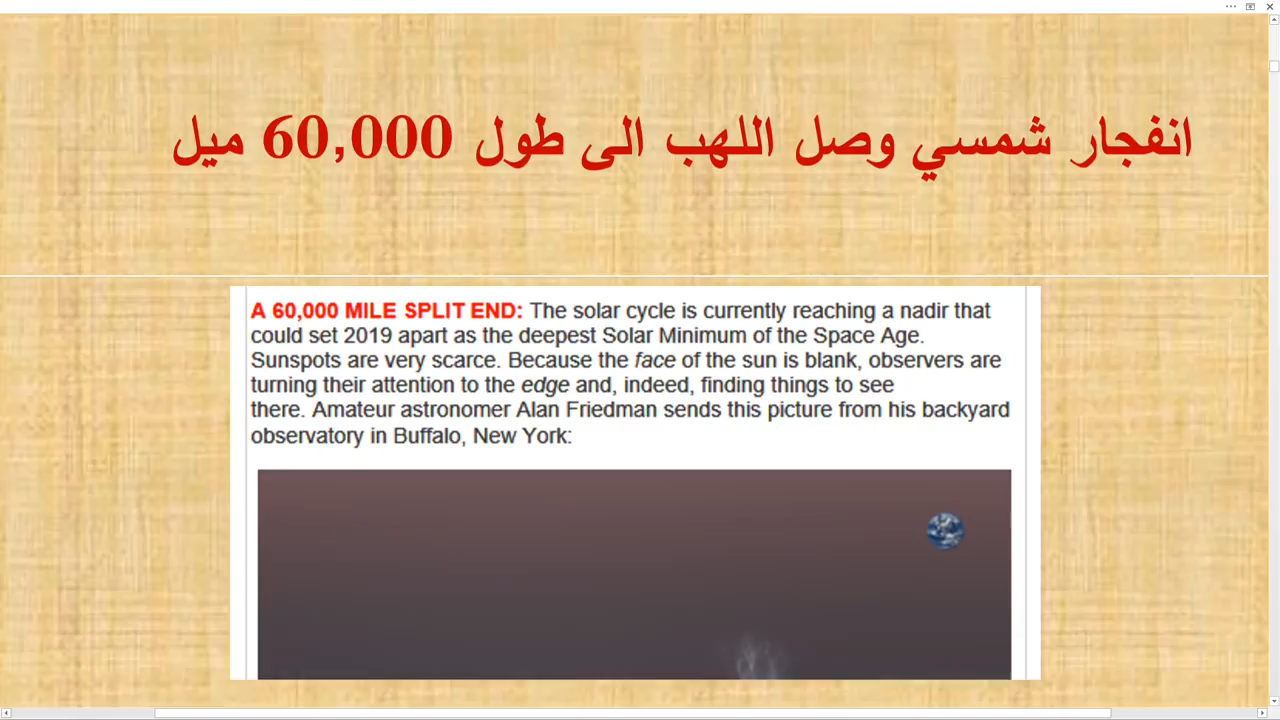 انفجار شمسي وصل اللهب الى طول 60,000 ميل
A 60,000 MILE SPLIT END: The solar cycle is currently reaching a nadir that
could set 2019 apart as the deepest Solar Minimum of the Space Age.
Sunspots are very scarce. Because the face of the sun is blank, observers are
turning their attention to the edge and, indeed, finding things to see
there. Amateur astronomer Alan Friedman sends this picture from his backyard
observatory in Buffalo, New York: